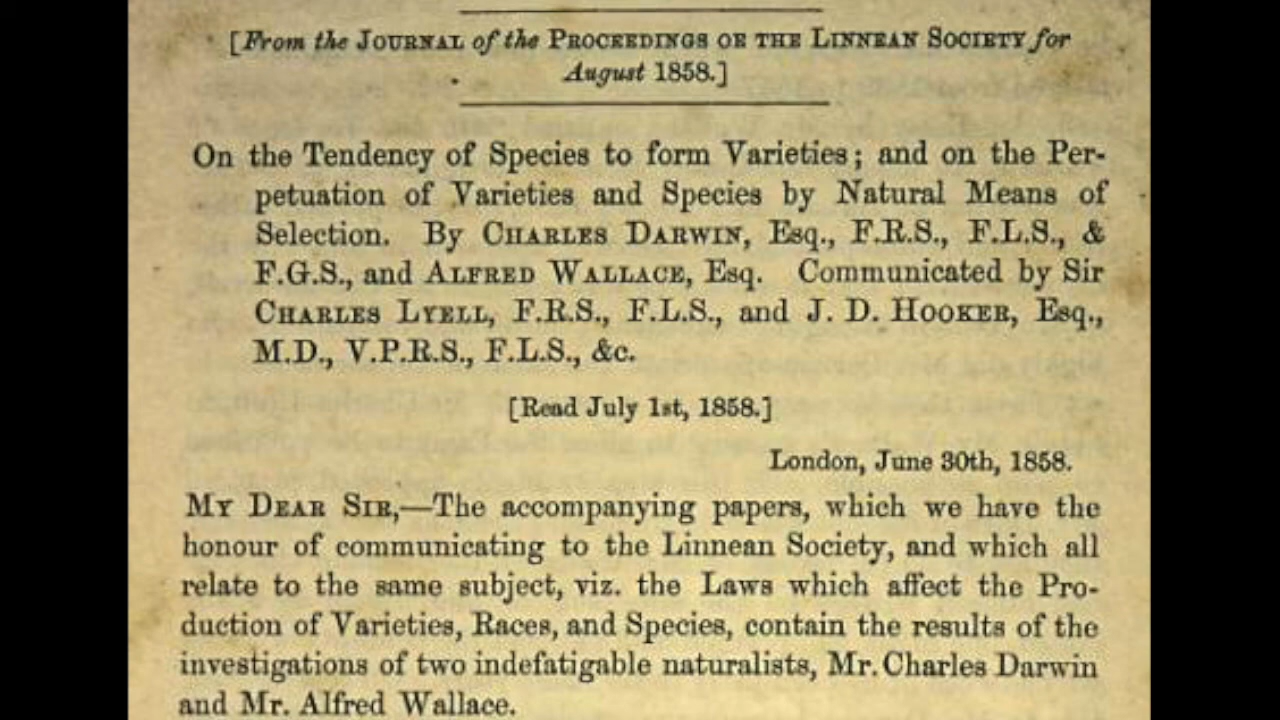 [From the JOURNAL of the PROCEEDINGS OF THE LINNEAN SOCIETY for
August 1858.]
On the Tendency of Species to form Varieties; and on the Per-
petuation of Varieties and Species by Natural Means of
Selection. By CHARLES DARWIN, Esq., F.R.S., F.L.S., &
F.G.S., and ALFRED WALLACE, Esq. Communicated by Sir
CHARLES LYELL, F.R.S., F.L.S., and J. D. HOOKER, Esq.,
M.D., V.P.R.S., F.L.S., &c.
[Read July 1st, 1858.]
London, June 30th, 1858.
MY DEAR SIR,—The accompanying papers, which we have the
honour of communicating to the Linnean Society, and which all
relate to the same subject, viz. the Laws which affect the Pro-
duction of Varieties, Races, and Species, contain the results of the
investigations of two indefatigable naturalists, Mr. Charles Darwin
and Mr. Alfred Wallace.